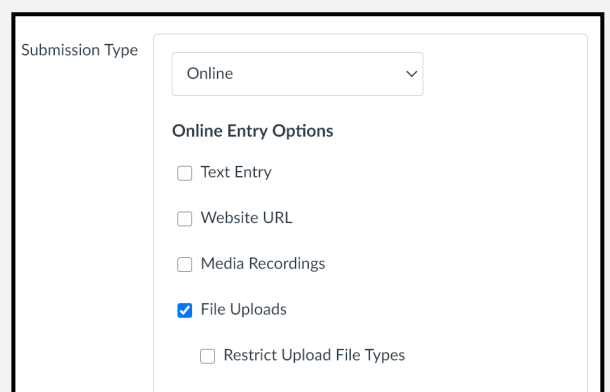 Submission Type
Online
Online Entry Options
Text Entry
Website URL
Media Recordings
File Uploads
Restrict Upload File Types